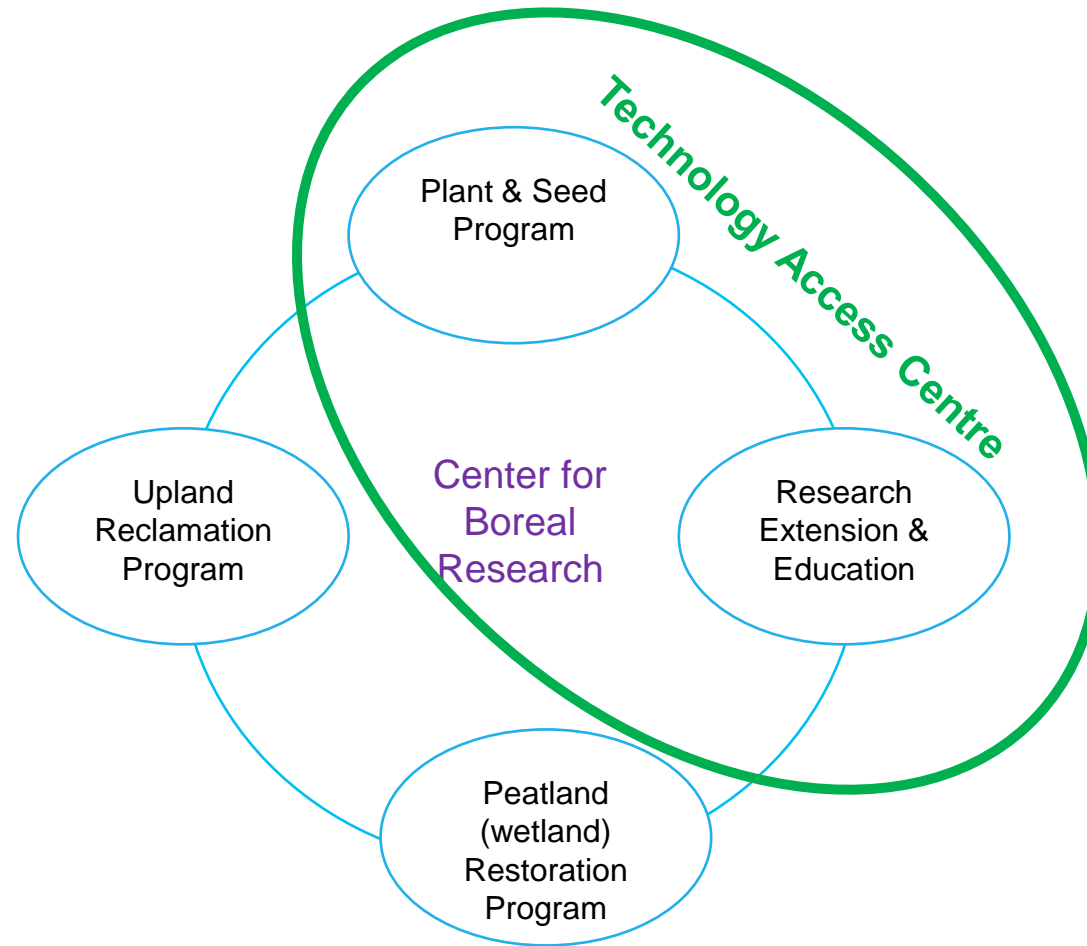 Technology Access Centre
Plant & Seed
Program
Upland
Reclamation
Program
Center for
Boreal
Research
Research
Extension &
Education
Peatland
(wetland)
Restoration
Program